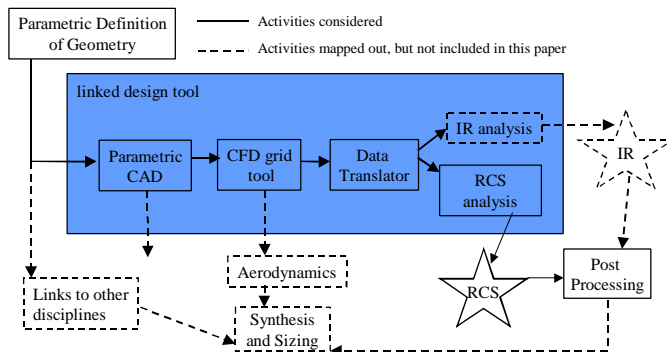 Parametric Definition
of Geometry
Activities considered
Activities mapped out, but not included in this paper
linked design tool
IR analysis
IR
Parametric
CAD
CFD grid
tool
Data
Translator
RCS
analysis
Aerodynamics
RCS
Post
Processing
Links to other
disciplines
Synthesis
and Sizing